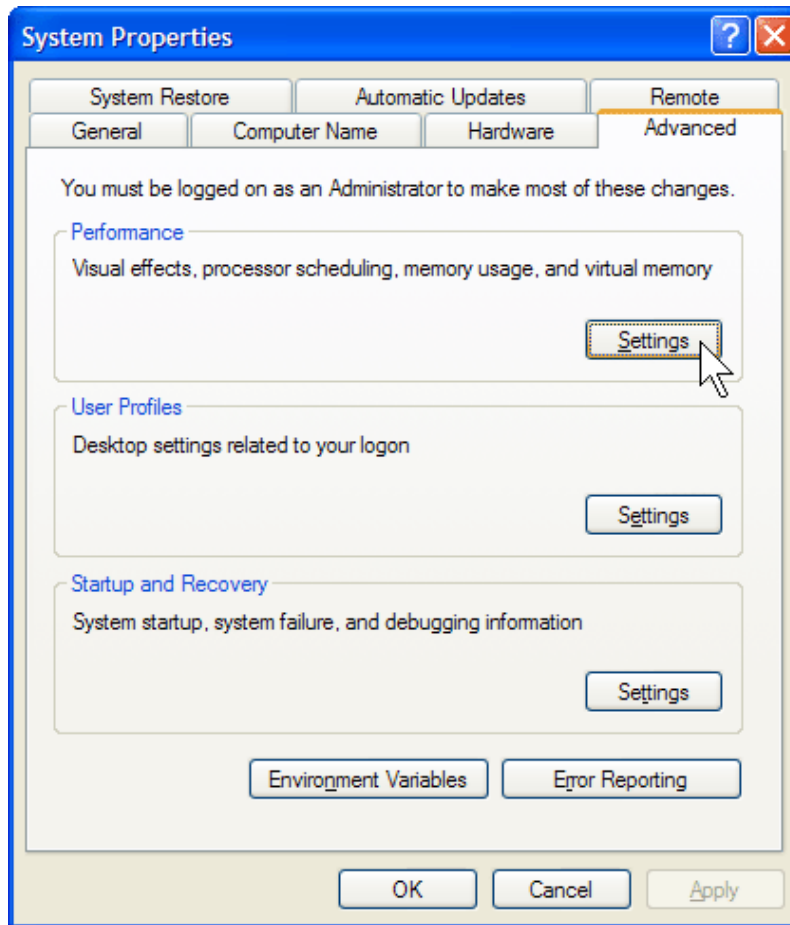 System Properties
System Restore Automatic Updates Remote
General Computer Name Hardware Advanced
You must be logged on as an Administrator to make most of these changes.
Performance
Visual effects, processor scheduling, memory usage, and virtual memory
Settings
User Profiles
Desktop settings related to your logon
Settings
Startup and Recovery
System startup, system failure, and debugging information
Settings
Environment Variables Error Reporting
OK Cancel Apply